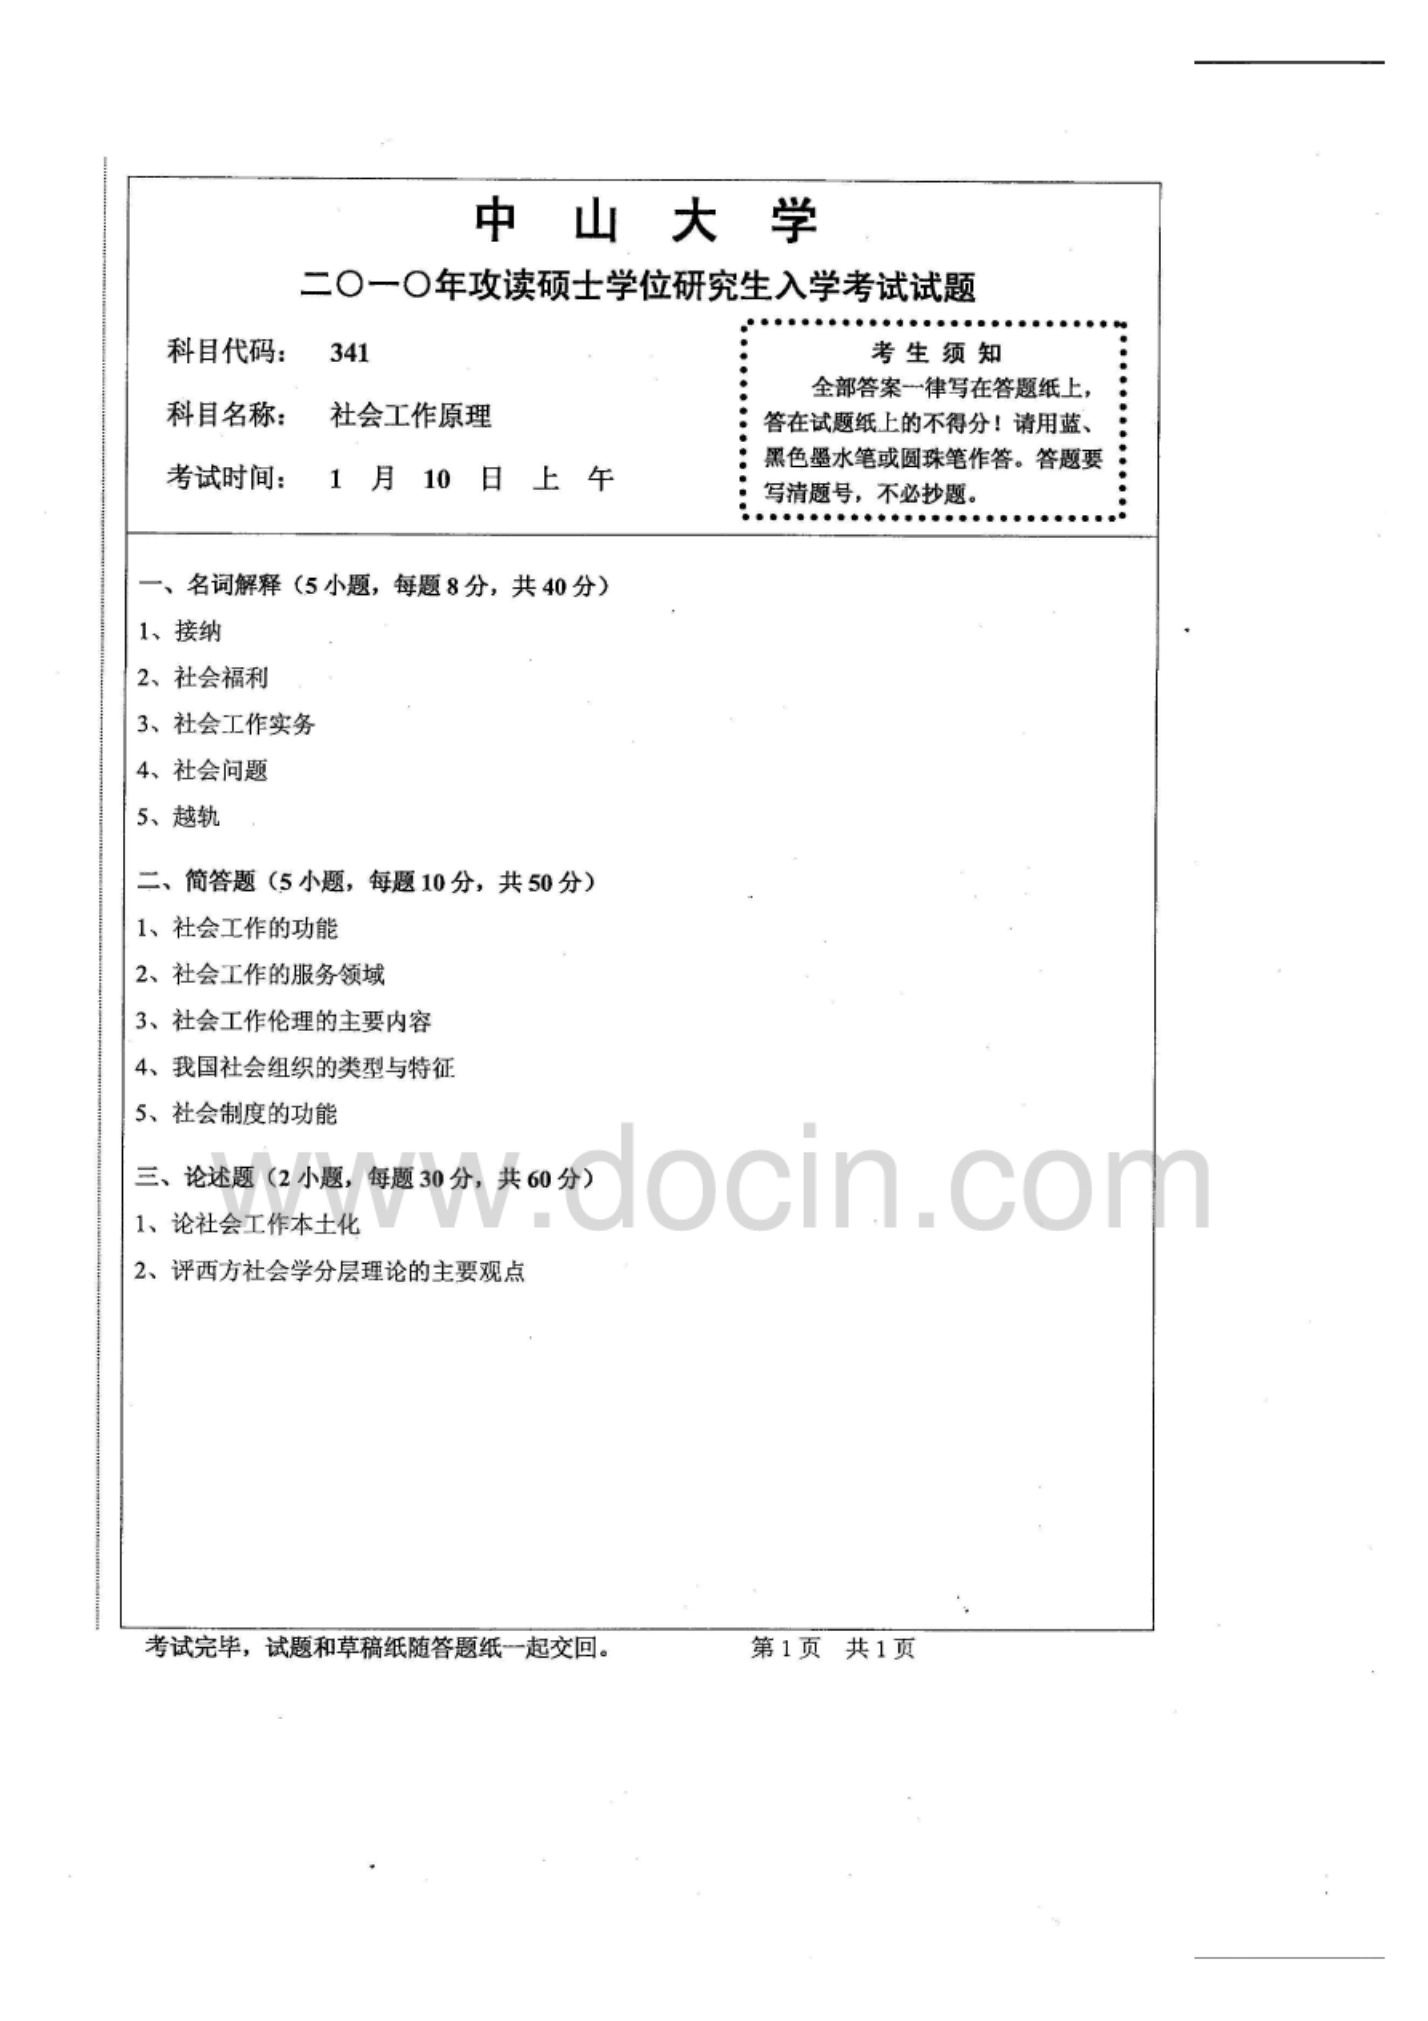 中 山 大 学
二〇一〇年攻读硕士学位研究生入学考试试题
科目代码： 341
科目名称： 社会工作原理
考试时间： 1 月 10 日 上 午
考 生 须 知
全部答案一律写在答题纸上，
答在试题纸上的不得分！请用蓝、
黑色墨水笔或圆珠笔作答。答题要
写清题号，不必抄题。
一、名词解释（5 小题，每题 8 分，共 40 分）
1、接纳
2、社会福利
3、社会工作实务
4、社会问题
5、越轨
二、简答题（5 小题，每题 10 分，共 50 分）
1、社会工作的功能
2、社会工作的服务领域
3、社会工作伦理的主要内容
4、我国社会组织的类型与特征
5、社会制度的功能
三、论述题（2 小题，每题 30 分，共 60 分）
1、论社会工作本土化
2、评西方社会学分层理论的主要观点
www.docin.com
考试完毕，试题和草稿纸随答题纸一起交回。 第 1 页 共 1 页